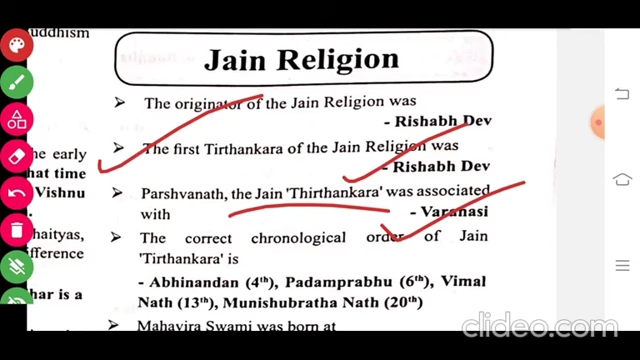 uddhism
he early
hat time
Vishnu
haityas,
ifference
har is a
Jain Religion
➤ The originator of the Jain Religion was
- Rishabh Dev
➤ The first Tirthankara of the Jain Religion was
- Rishabh Dev
➤ Parshvanath, the Jain 'Thirthankara' was associated
with - Varanasi
➤ The correct chronological order of Jain
'Tirthankara' is
- Abhinandan (4th), Padamprabhu (6th), Vimal
Nath (13th), Munishubratha Nath (20th)
➤ Mahavira Swami was born at
clideo.com